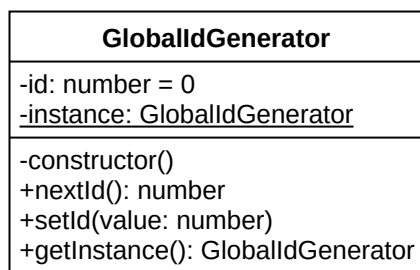 GlobalIdGenerator
-id: number = 0
-instance: GlobalIdGenerator
-constructor()
+nextId(): number
+setId(value: number)
+getInstance(): GlobalIdGenerator